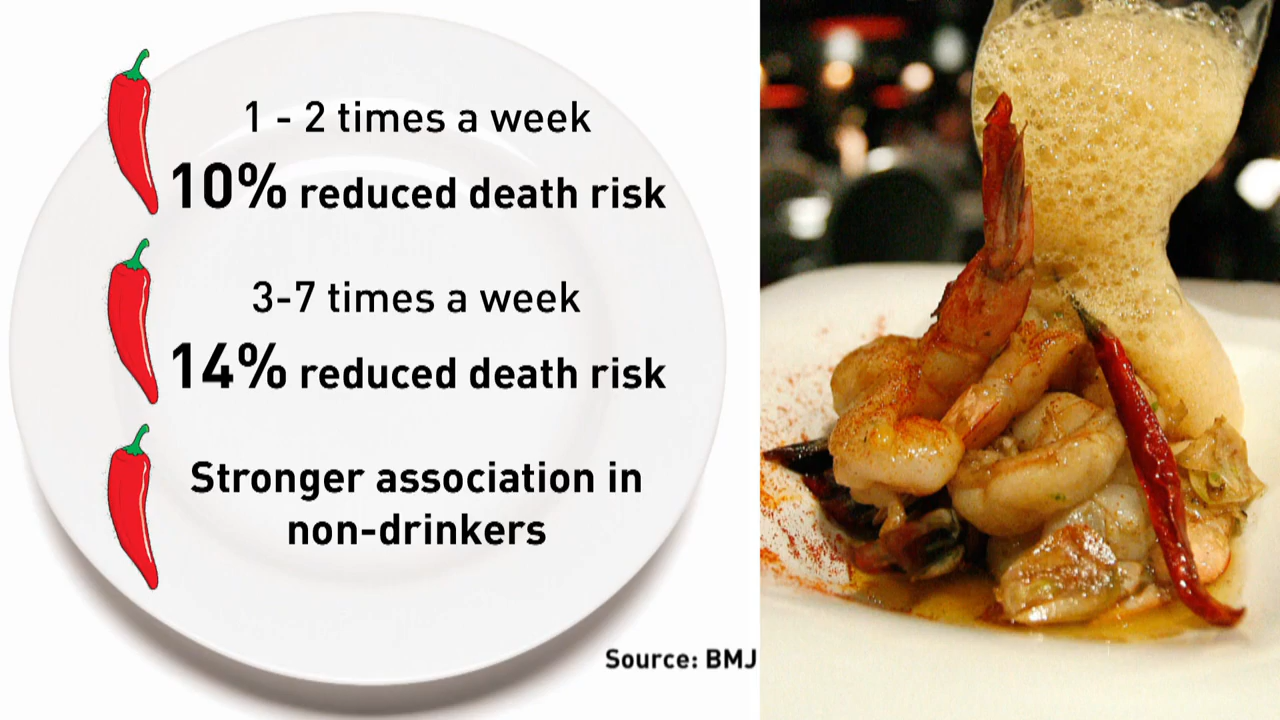 1 - 2 times a week
10% reduced death risk
3-7 times a week
14% reduced death risk
Stronger association in
non-drinkers
Source: BMJ